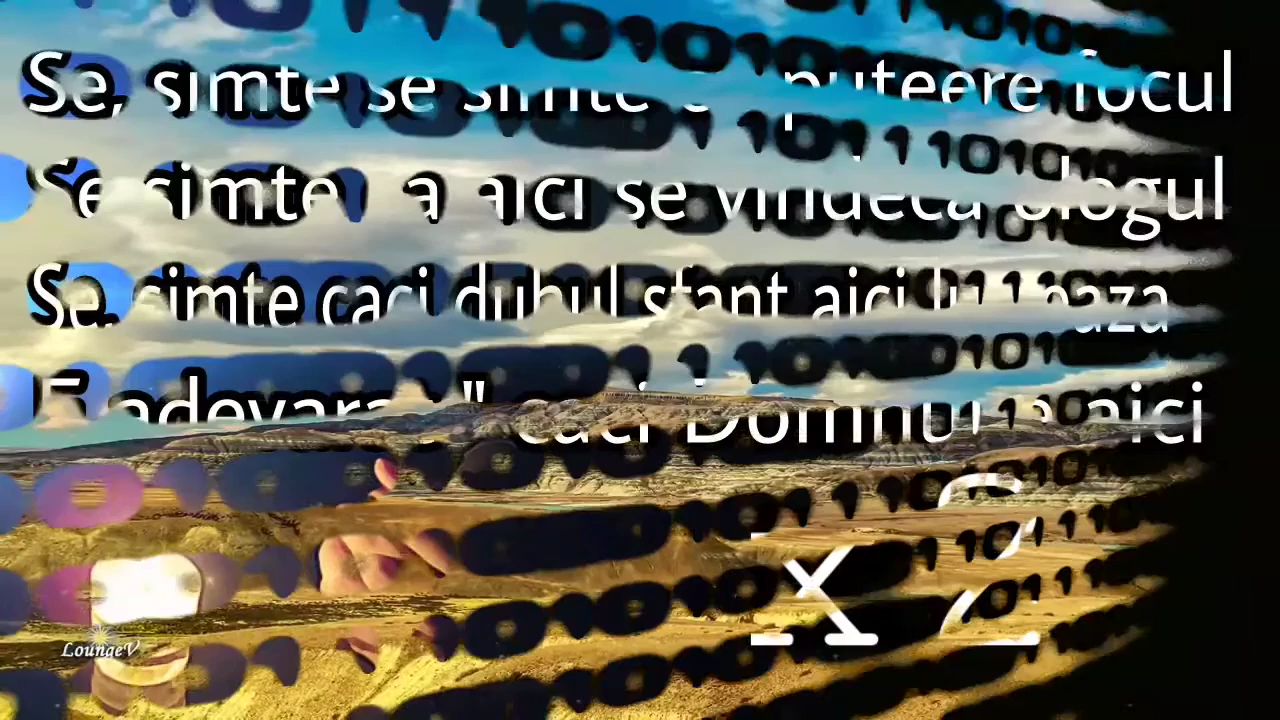 Se, simte se simte puteere focul
Se simte a aici se vindeca ologul
Se, simte caci duhul sfant aici
E adevarat " caci Domnul e aici
x 2
LoungeV